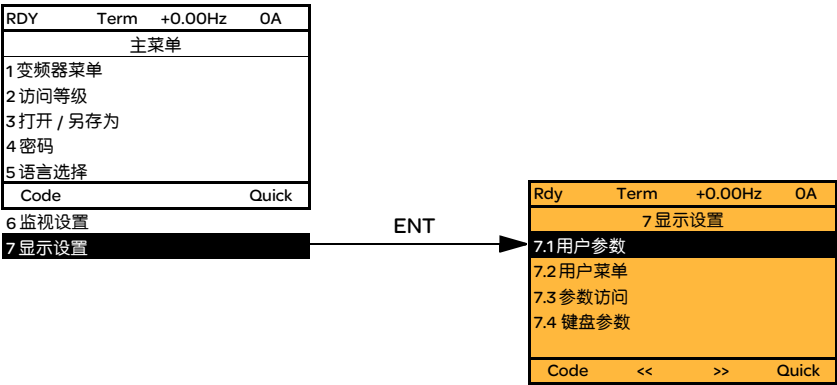 RDY Term +0.00Hz 0A
主菜单
1 变频器菜单
2 访问等级
3 打开 / 另存为
4 密码
5 语言选择
Code Quick
6 监视设置
7 显示设置
ENT
Rdy Term +0.00Hz 0A
7 显示设置
7.1 用户参数
7.2 用户菜单
7.3 参数访问
7.4 键盘参数
Code << >> Quick